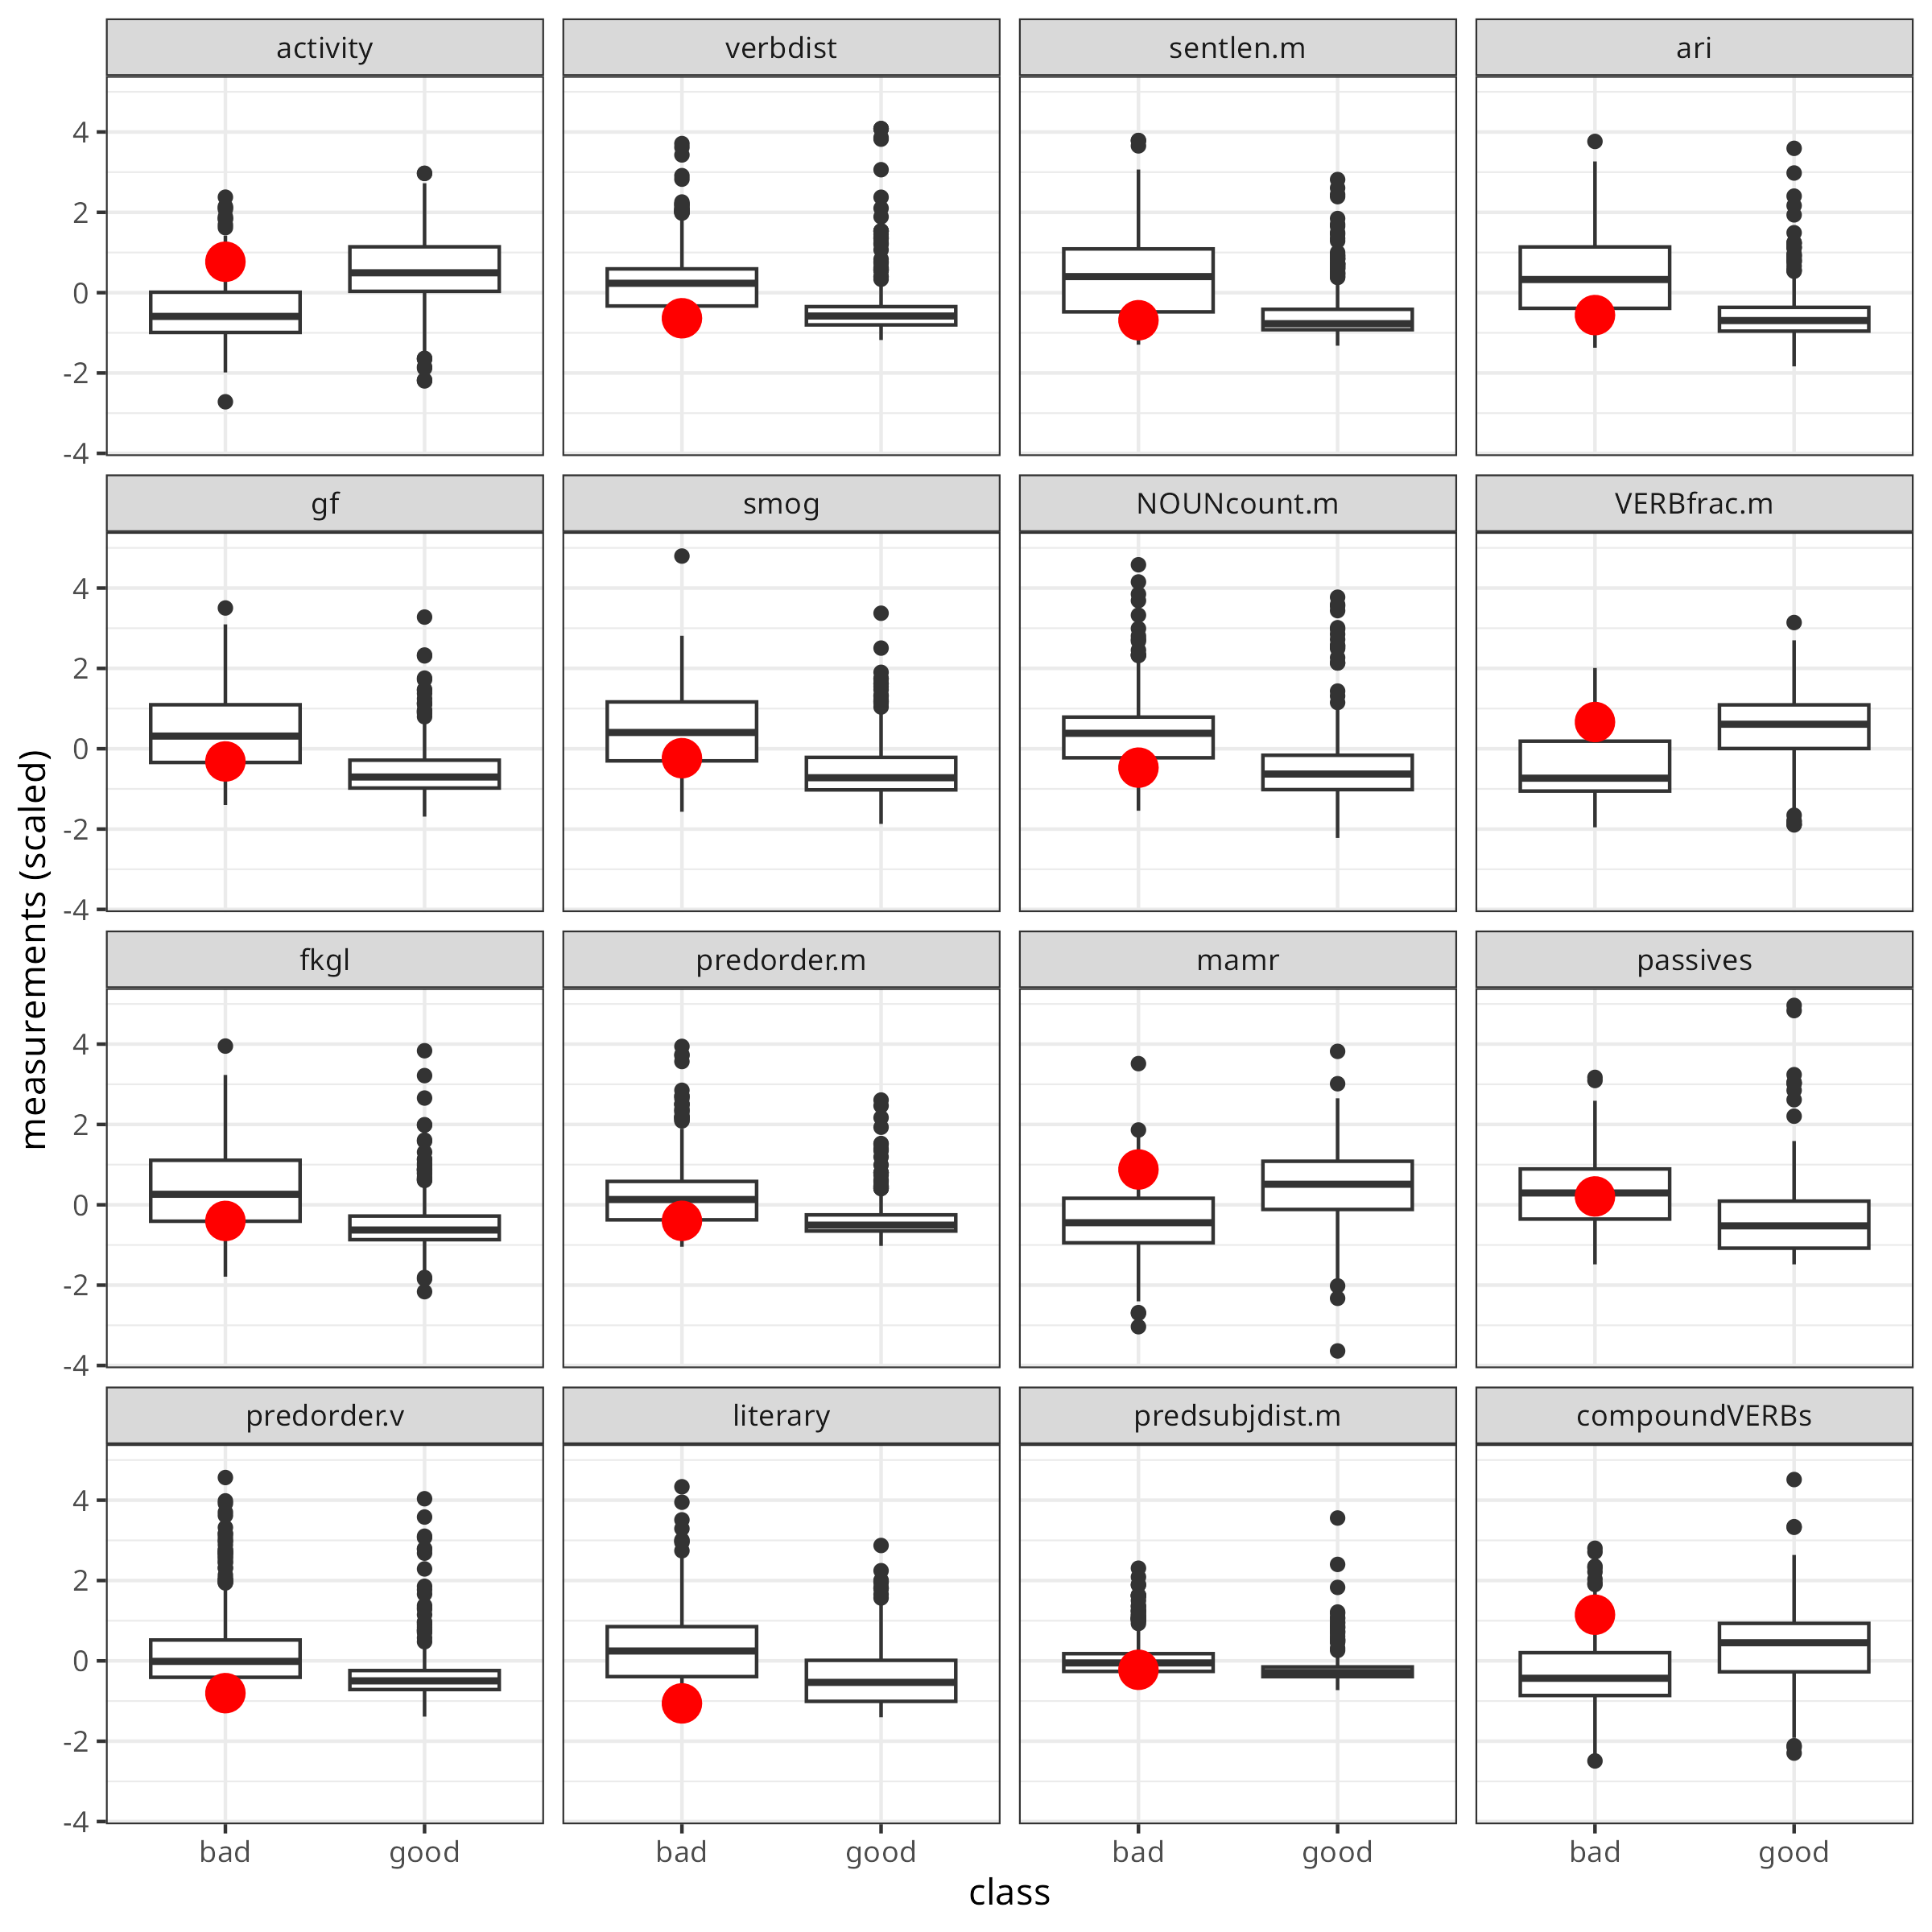 activity verbdist sentlen.m ari
4
2
0
-2
-4
gf smog NOUNcount.m VERBfrac.m
4
2
0
-2
-4
measurements (scaled)
fkgl predorder.m mamr passives
4
2
0
-2
-4
predorder.v literary predsubjdist.m compoundVERBs
4
2
0
-2
-4
bad good bad good bad good bad good
class